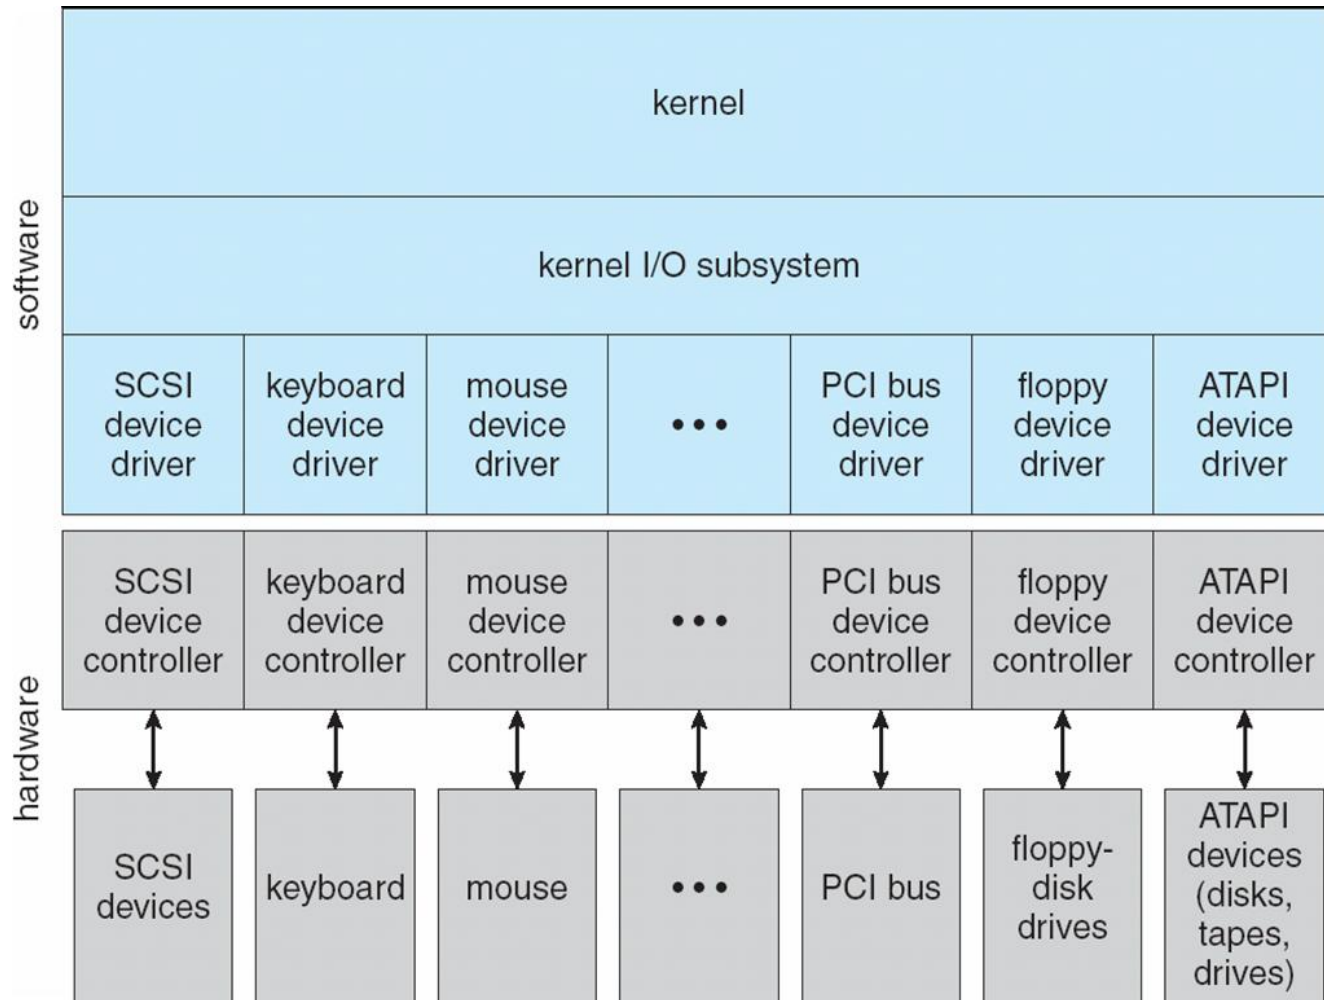 kernel
kernel I/O subsystem
software
SCSI
device
driver
keyboard
device
driver
mouse
device
driver
•••
PCI bus
device
driver
floppy
device
driver
ATAPI
device
driver
SCSI
device
controller
keyboard
device
controller
mouse
device
controller
•••
PCI bus
device
controller
floppy
device
controller
ATAPI
device
controller
hardware
SCSI
devices
keyboard
mouse
•••
PCI bus
floppy-
disk
drives
ATAPI
devices
(disks,
tapes,
drives)